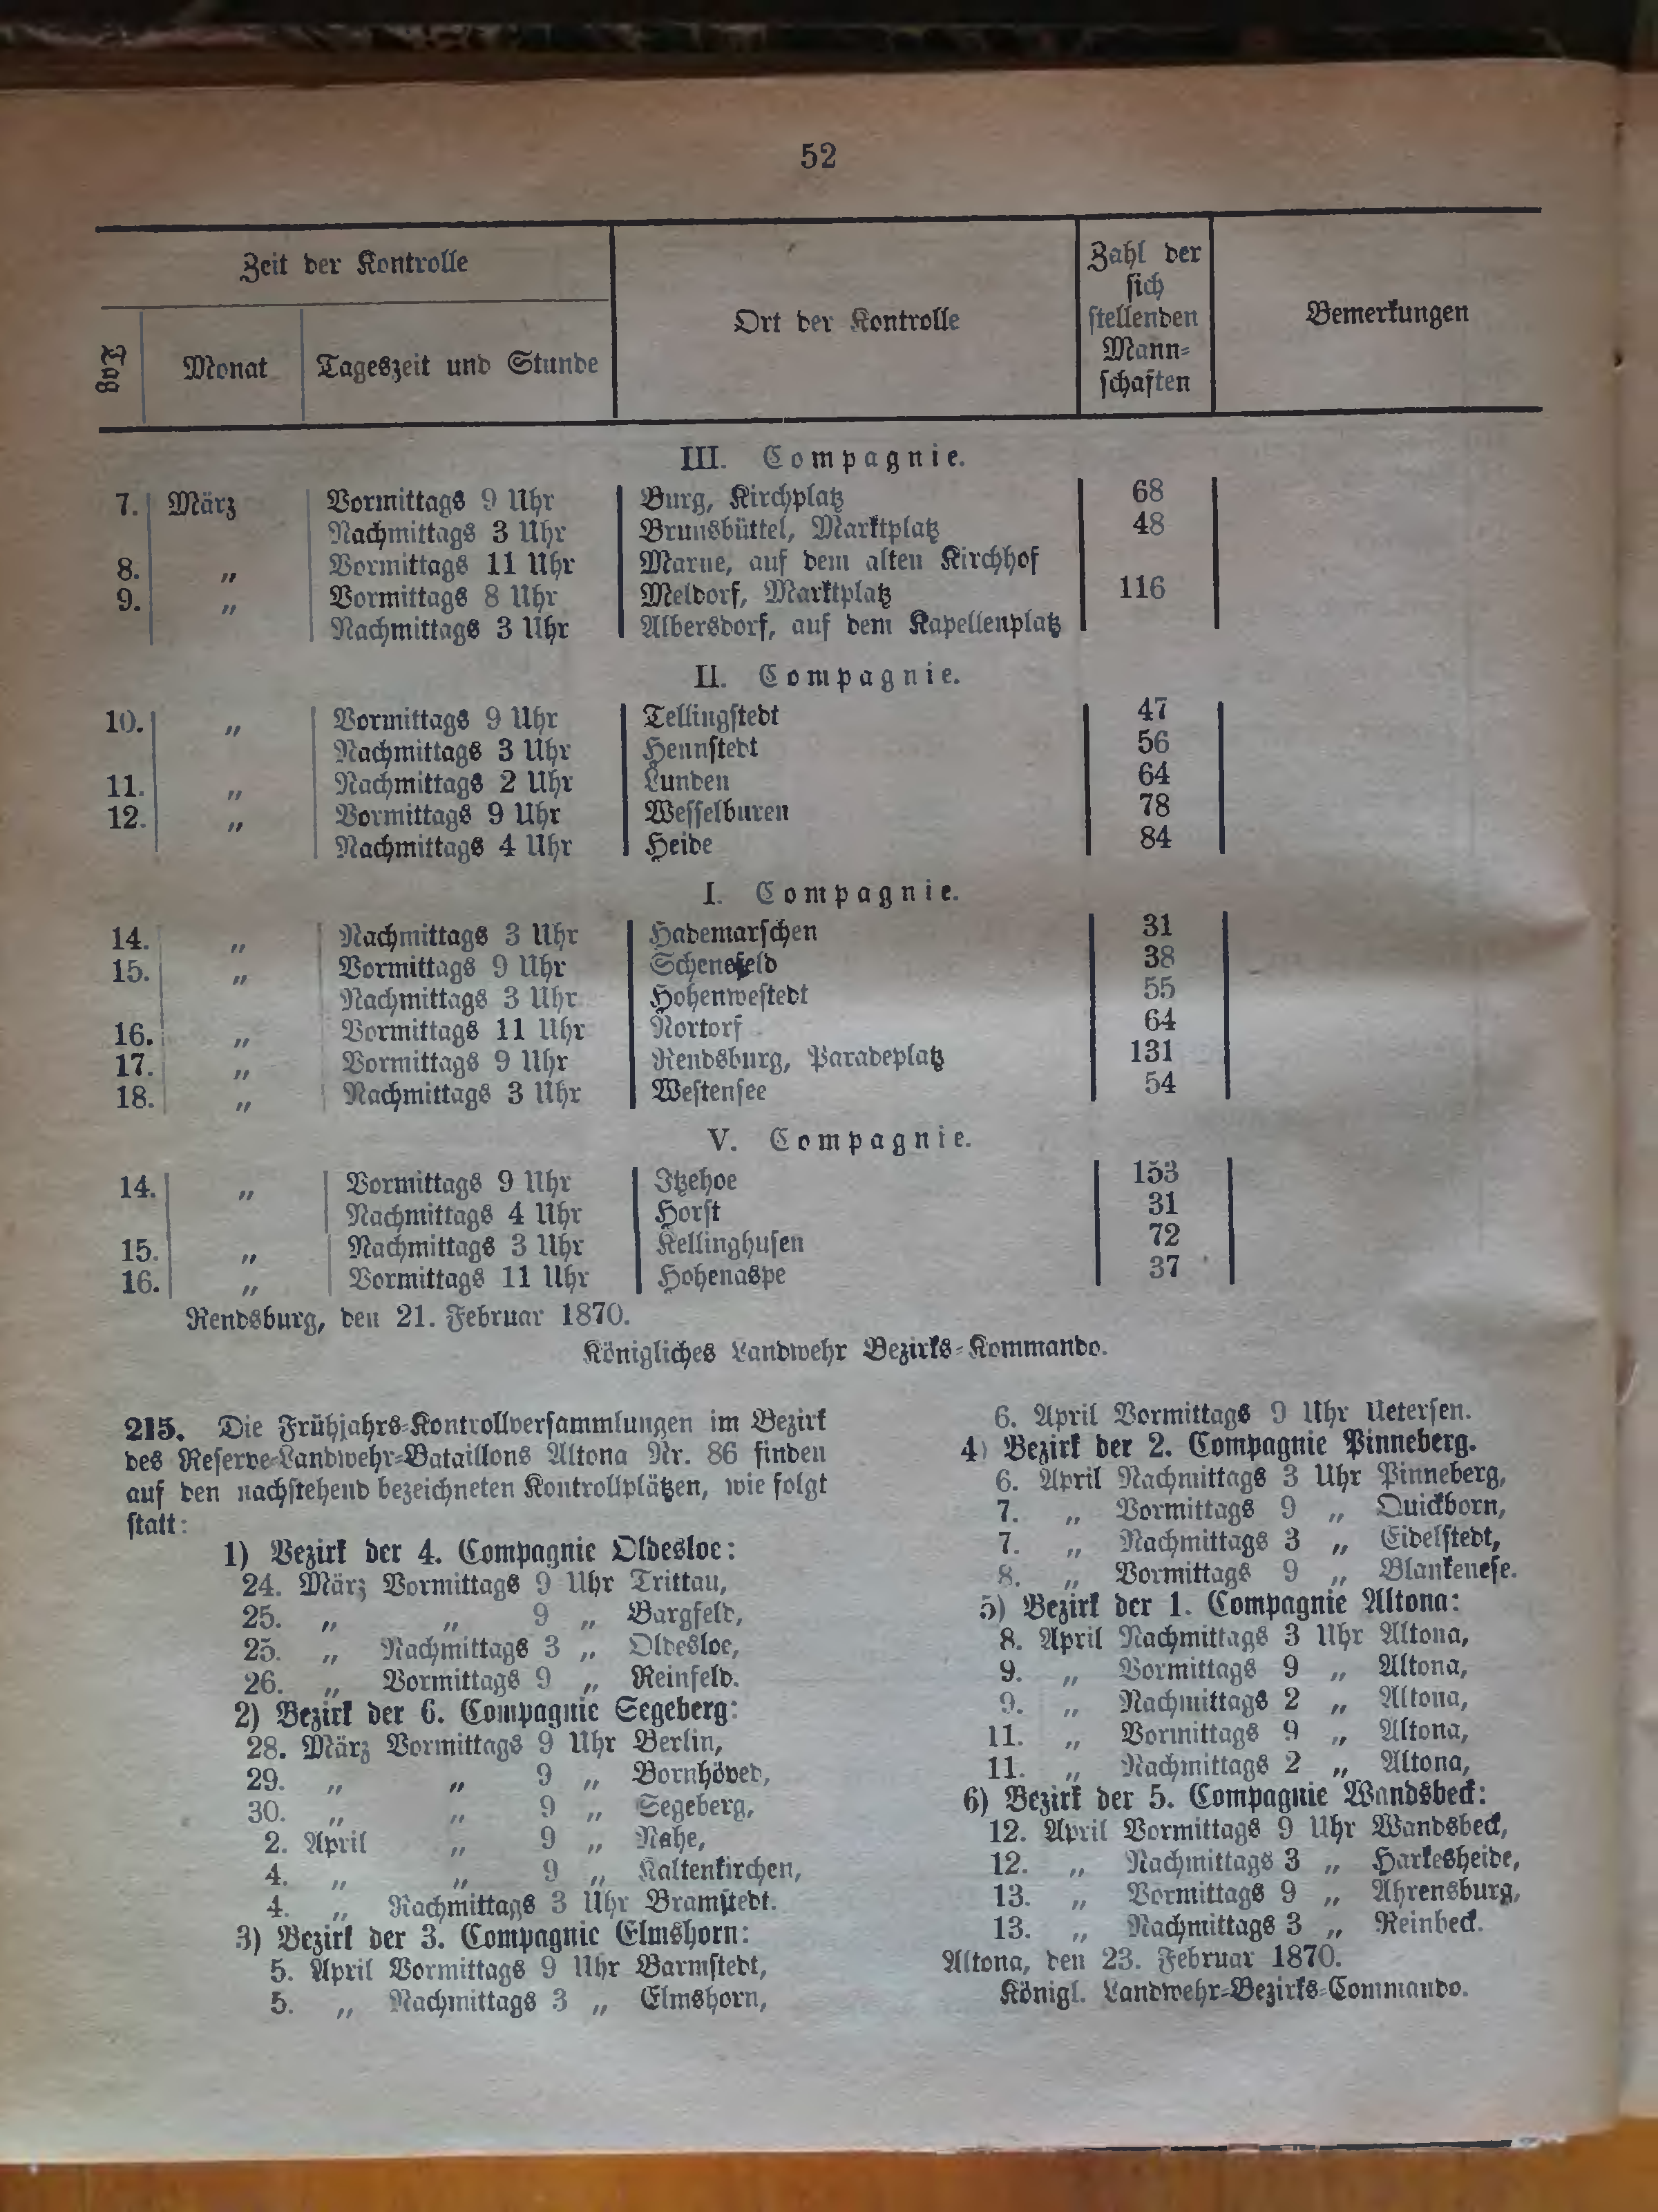 52
Zeit der Kontrolle
Tag
Monat
Tageszeit und Stunde
Ort der Kontrolle
Zahl der
sich
stellenden
Mann-
schaften
Bemerkungen
III. Compagnie.
7. März Vormittags 9 Uhr Burg, Kirchplatz 68
Nachmittags 3 Uhr Brunsbüttel, Marktplatz 48
8. „ Vormittags 11 Uhr Marne, auf dem alten Kirchhof
9. „ Vormittags 8 Uhr Meldorf, Marktplatz 116
Nachmittags 3 Uhr Albersdorf, auf dem Kapellenplatz
II. Compagnie.
10. „ Vormittags 9 Uhr Tellingstedt 47
Nachmittags 3 Uhr Hennstedt 56
11. „ Nachmittags 2 Uhr Lunden 64
12. „ Vormittags 9 Uhr Wesselburen 78
Nachmittags 4 Uhr Heide 84
I. Compagnie.
14. „ Nachmittags 3 Uhr Hademarschen 31
15. „ Vormittags 9 Uhr Schenefeld 38
Nachmittags 3 Uhr Hohenwestedt 55
16. „ Vormittags 11 Uhr Nortorf 64
17. „ Vormittags 9 Uhr Rendsburg, Paradeplatz 131
18. „ Nachmittags 3 Uhr Westensee 54
V. Compagnie.
14. „ Vormittags 9 Uhr Itzehoe 153
Nachmittags 4 Uhr Horst 31
15. „ Nachmittags 3 Uhr Kellinghusen 72
16. „ Vormittags 11 Uhr Hohenaspe 37
Rendsburg, den 21. Februar 1870.
Königliches Landwehr Bezirks-Kommando.
215. Die Frühjahrs-Kontrollversammlungen im Bezirk
des Reserve-Landwehr-Bataillons Altona Nr. 86 finden
auf den nachstehend bezeichneten Kontrollplätzen, wie folgt
statt:
1) Bezirk der 4. Compagnie Oldesloe:
24. März Vormittags 9 Uhr Trittau,
25. „ „ 9 „ Bargfeld,
25. „ Nachmittags 3 „ Oldesloe,
26. „ Vormittags 9 „ Reinfeld.
2) Bezirk der 6. Compagnie Segeberg:
28. März Vormittags 9 Uhr Berlin,
29. „ „ 9 „ Bornhöved,
30. „ „ 9 „ Segeberg,
2. April „ 9 „ Nahe,
4. „ „ 9 „ Kaltenkirchen,
4. „ Nachmittags 3 Uhr Bramstedt.
3) Bezirk der 3. Compagnie Elmshorn:
5. April Vormittags 9 Uhr Barmstedt,
5. „ Nachmittags 3 „ Elmshorn,
6. April Vormittags 9 Uhr Uetersen.
4) Bezirk der 2. Compagnie Pinneberg.
6. April Nachmittags 3 Uhr Pinneberg,
7. „ Vormittags 9 „ Quickborn,
7. „ Nachmittags 3 „ Eidelstedt,
8. „ Vormittags 9 „ Blankenese.
5) Bezirk der 1. Compagnie Altona:
8. April Nachmittags 3 Uhr Altona,
9. „ Vormittags 9 „ Altona,
9. „ Nachmittags 2 „ Altona,
11. „ Vormittags 9 „ Altona,
11. „ Nachmittags 2 „ Altona,
6) Bezirk der 5. Compagnie Wandsbeck:
12. April Vormittags 9 Uhr Wandsbeck,
12. „ Nachmittags 3 „ Harkesheide,
13. „ Vormittags 9 „ Ahrensburg,
13. „ Nachmittags 3 „ Reinbeck.
Altona, den 23. Februar 1870.
Königl. Landwehr-Bezirks-Commando.